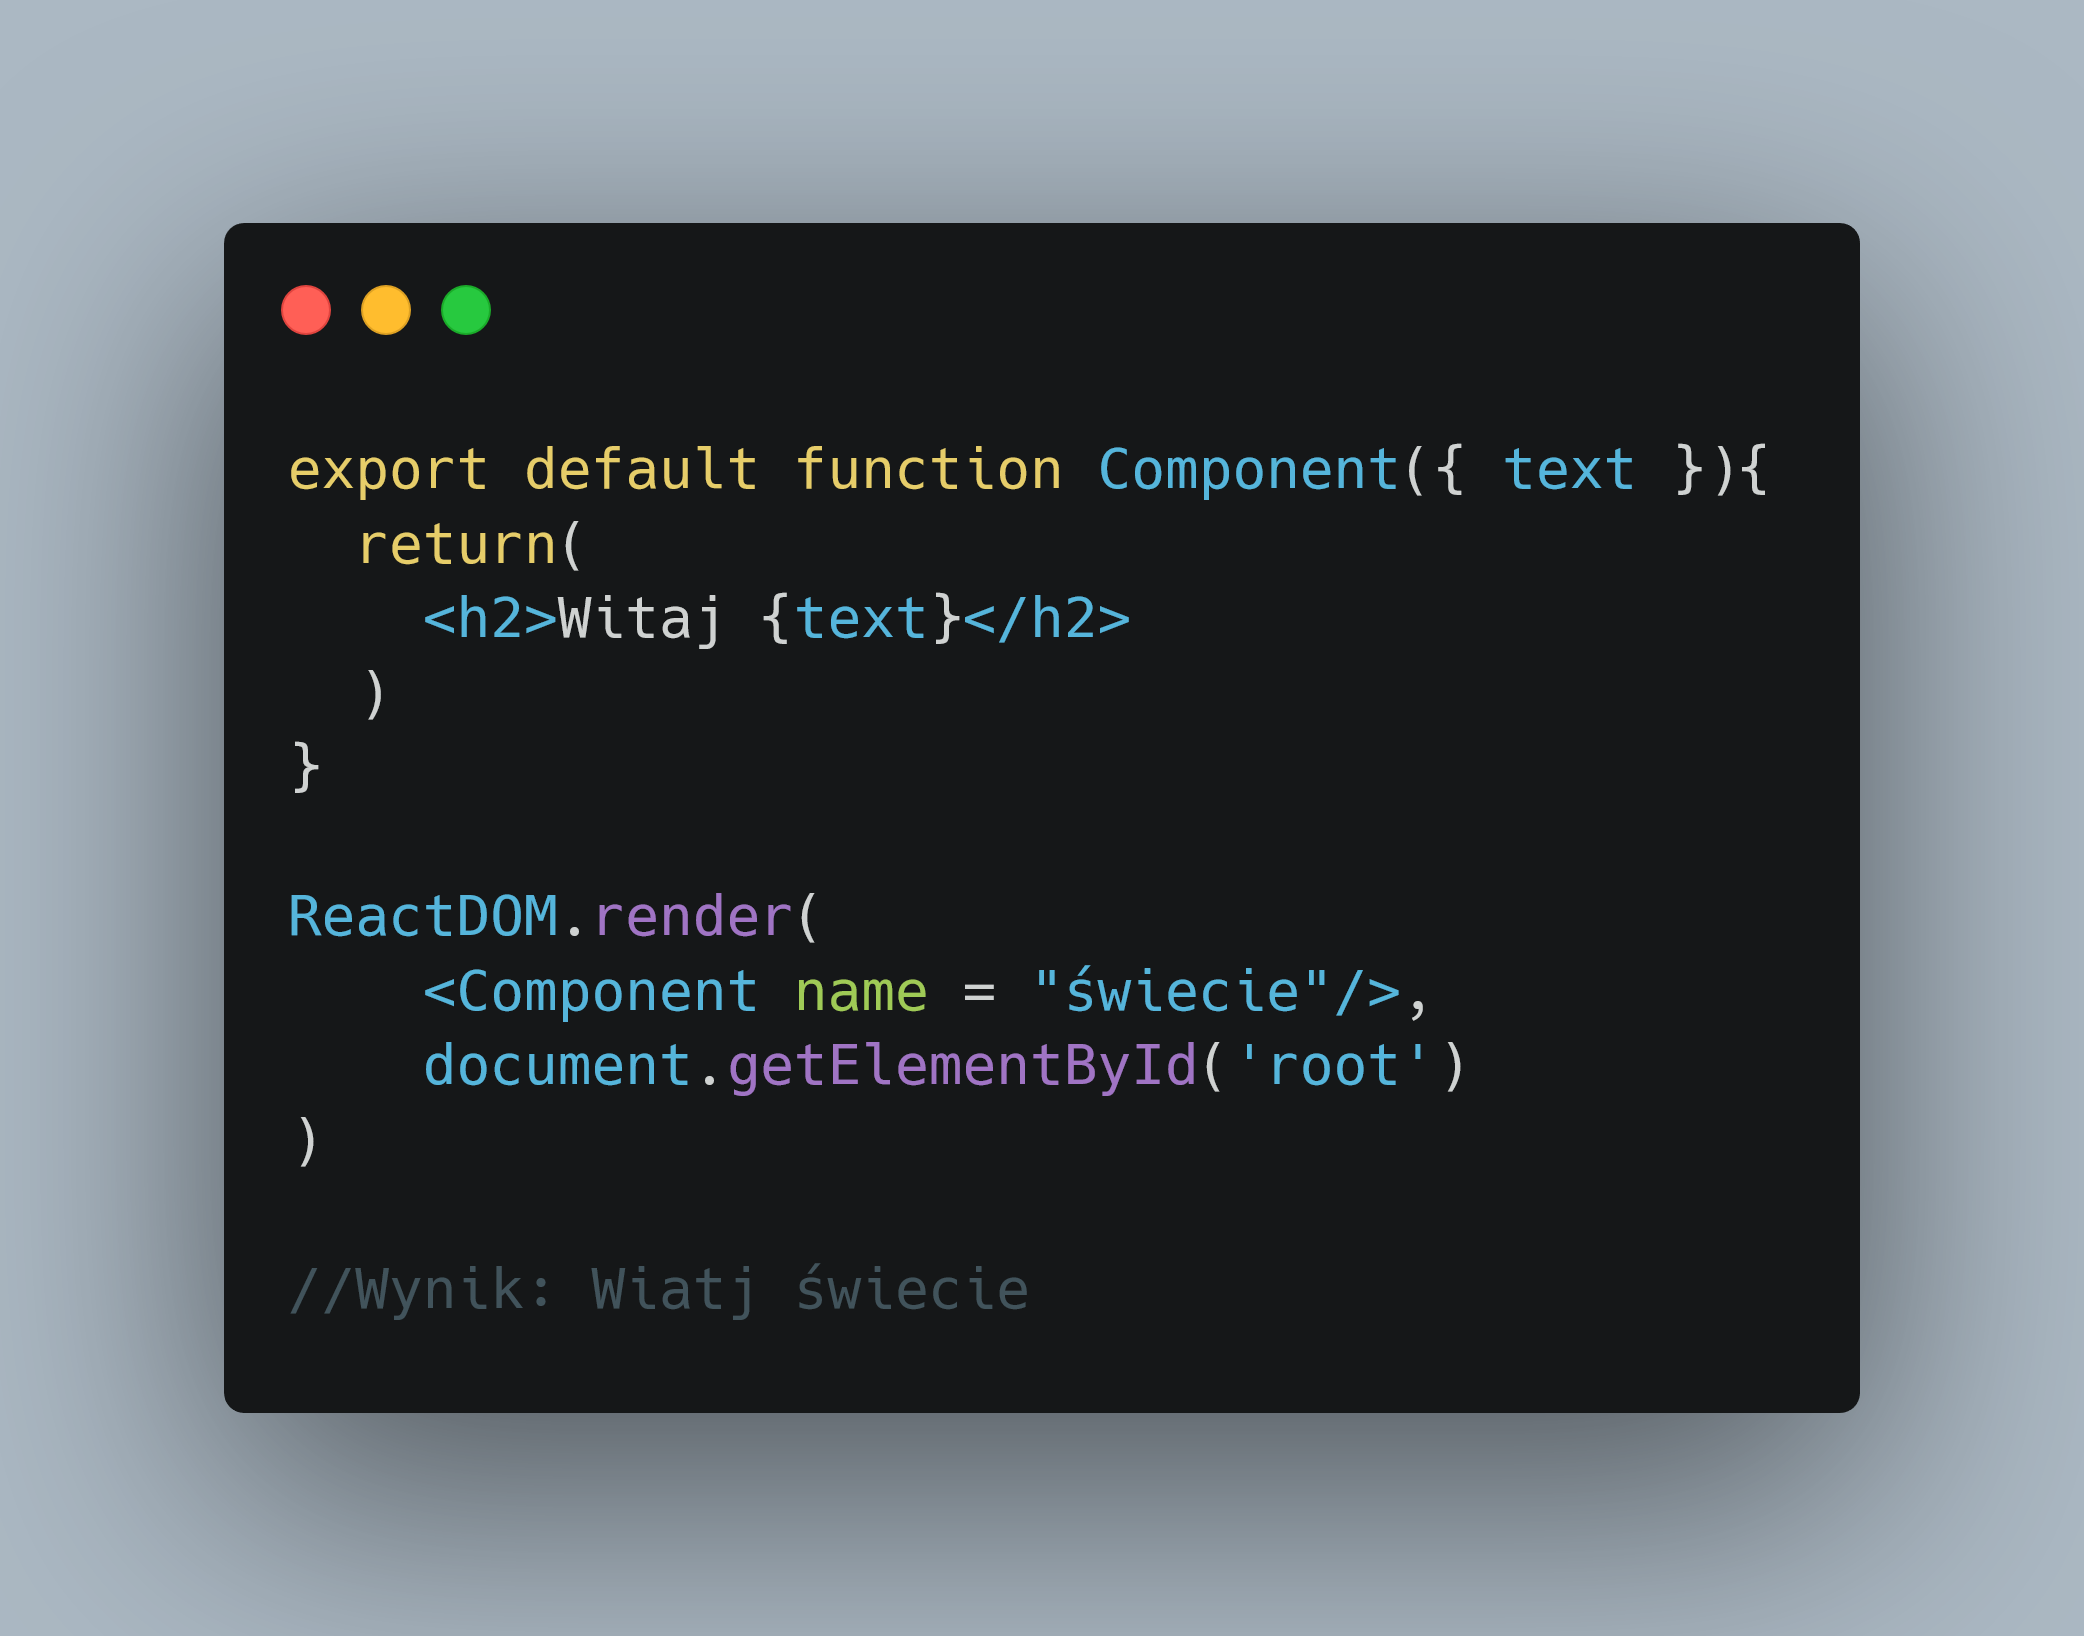 export default function Component({ text }){
  return(
    <h2>Witaj {text}</h2>
  )
}
ReactDOM.render(
    <Component name = "świecie"/>,
    document.getElementById('root')
)
//Wynik: Wiatj świecie